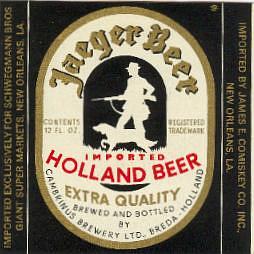 Jaeger Beer
CONTENTS
12 FL. OZ.
REGISTERED
TRADEMARK
IMPORTED
HOLLAND BEER
EXTRA QUALITY
BREWED AND BOTTLED
BY
CAMBRINUS BREWERY LTD., BREDA - HOLLAND
IMPORTED EXCLUSIVELY FOR SCHWEGMANN BROS
GIANT SUPER MARKETS, NEW ORLEANS, LA.
IMPORTED BY JAMES E. COMISKEY CO. INC.,
NEW ORLEANS, LA.